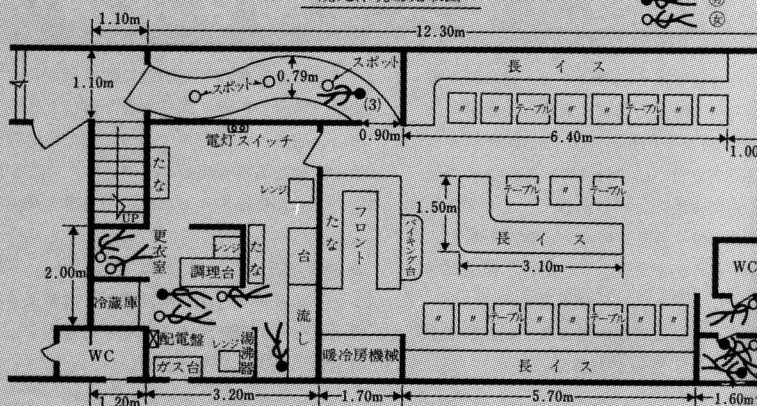 ㊛
1.10m
12.30m
1.10m
スポット
スポット
0.79m
(3)
長イス
〃 〃 テーブル 〃 〃 テーブル 〃 〃
電灯スイッチ
0.90m
6.40m
1.00
たな
UP
レンジ
たな
フロント
バイキング台
1.50m
テーブル 〃 テーブル
長イス
3.10m
更衣室
2.00m
レンジ
たな
調理台
台
流し
冷蔵庫
WC
WC
配電盤
ガス台
レンジ
湯沸器
暖冷房機械
〃 〃 テーブル 〃 〃 テーブル 〃 〃
長イス
1.20m
3.20m
1.70m
5.70m
1.60m